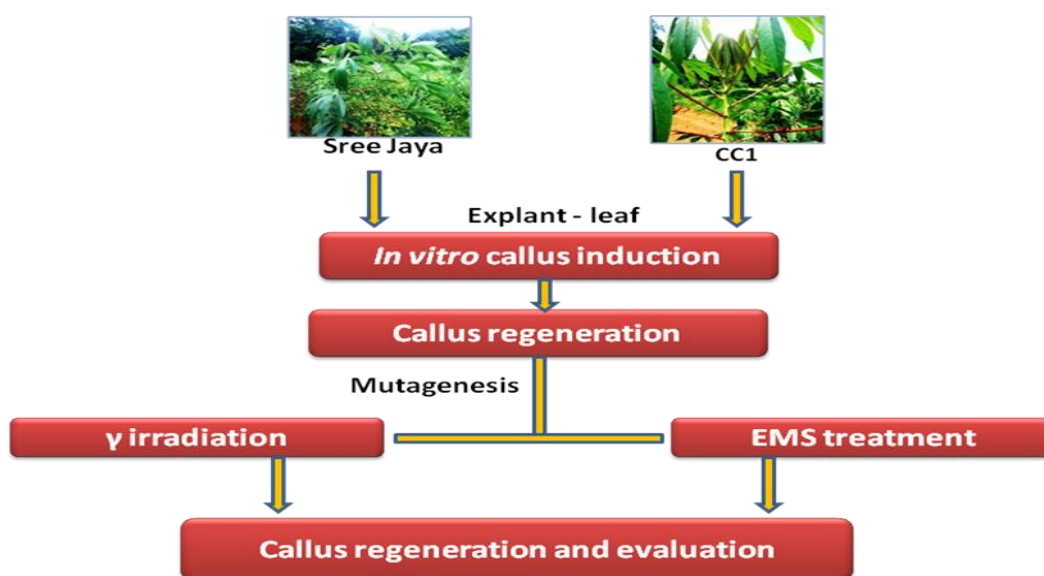 Sree Jaya
CC1
Explant - leaf
In vitro callus induction
Callus regeneration
Mutagenesis
γ irradiation
EMS treatment
Callus regeneration and evaluation